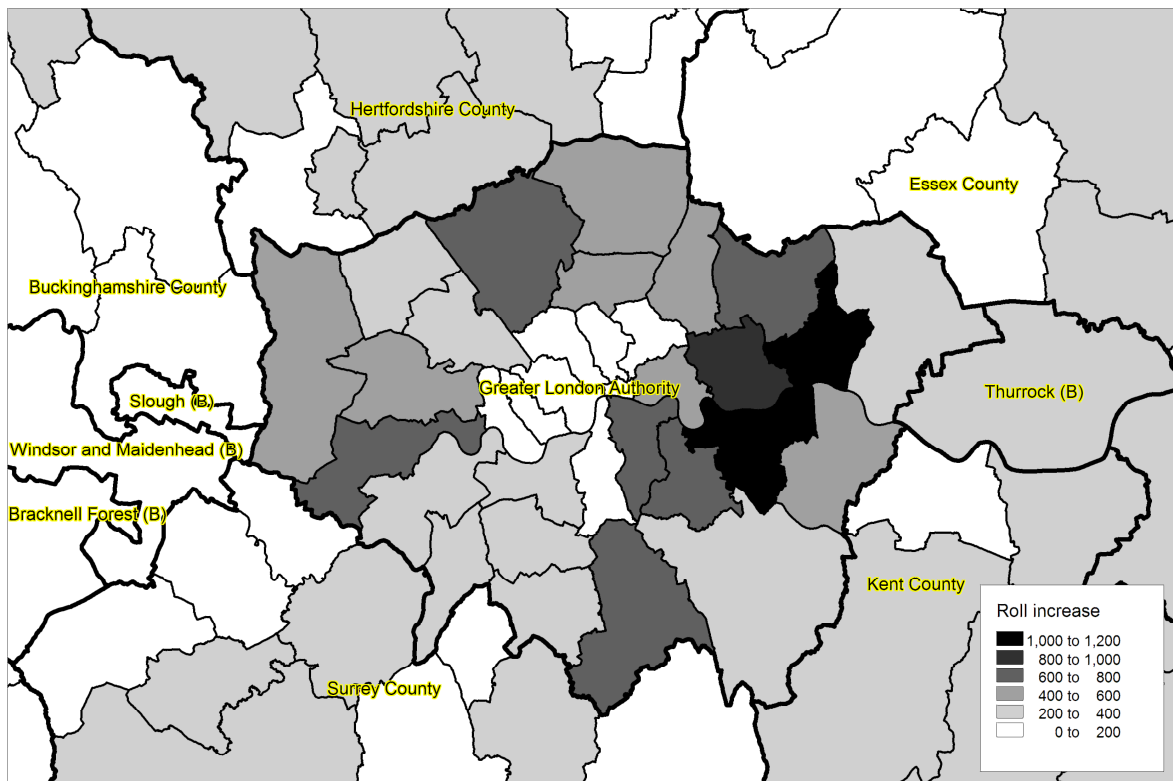 Hertfordshire County
Essex County
Buckinghamshire County
Greater London Authority
Thurrock (B)
Slough (B)
Windsor and Maidenhead (B)
Bracknell Forest (B)
Kent County
Surrey County
Roll increase
1,000 to 1,200
800 to 1,000
600 to 800
400 to 600
200 to 400
0 to 200